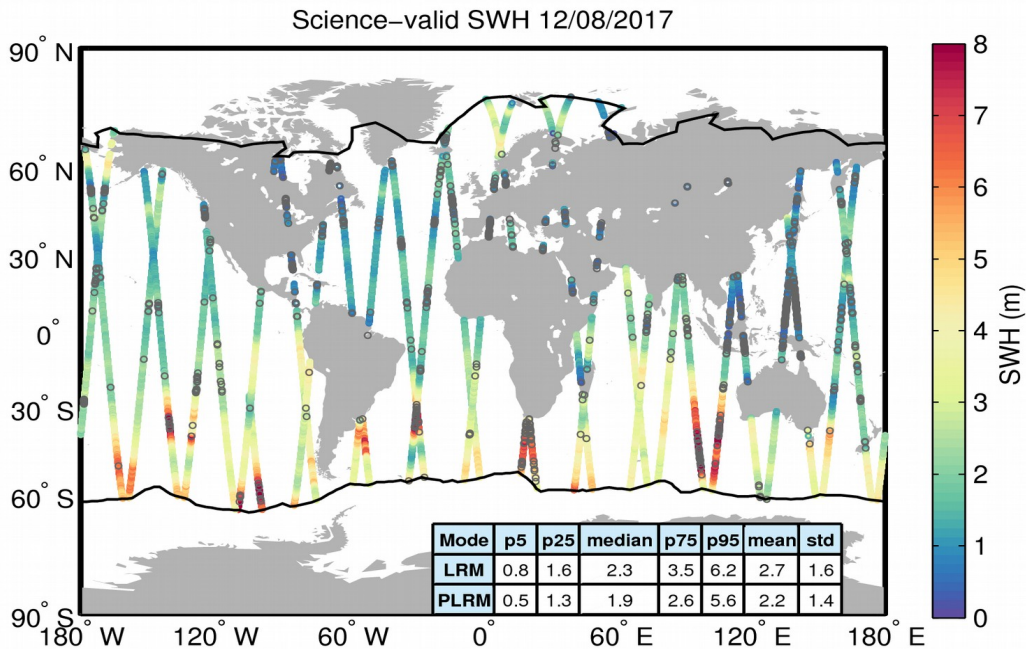 Science−valid SWH 12/08/2017
90° N
60° N
30° N
0°
30° S
60° S
90° S
180° W
120° W
60° W
0°
60° E
120° E
180° E
8
7
6
5
4
3
2
1
0
SWH (m)
Mode p5 p25 median p75 p95 mean std
LRM 0.8 1.6 2.3 3.5 6.2 2.7 1.6
PLRM 0.5 1.3 1.9 2.6 5.6 2.2 1.4